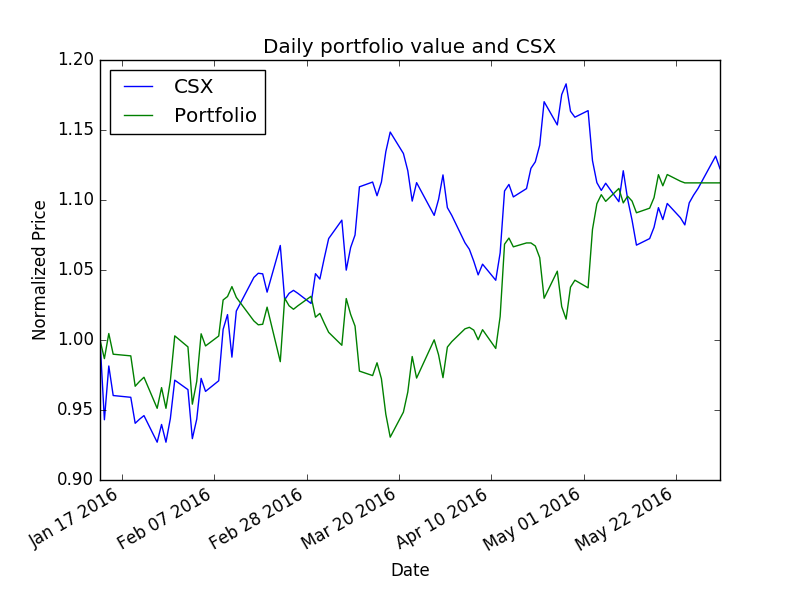 Daily portfolio value and CSX
1.20
1.15
1.10
1.05
1.00
0.95
0.90
Normalized Price
CSX
Portfolio
Jan 17 2016
Feb 07 2016
Feb 28 2016
Mar 20 2016
Apr 10 2016
May 01 2016
May 22 2016
Date